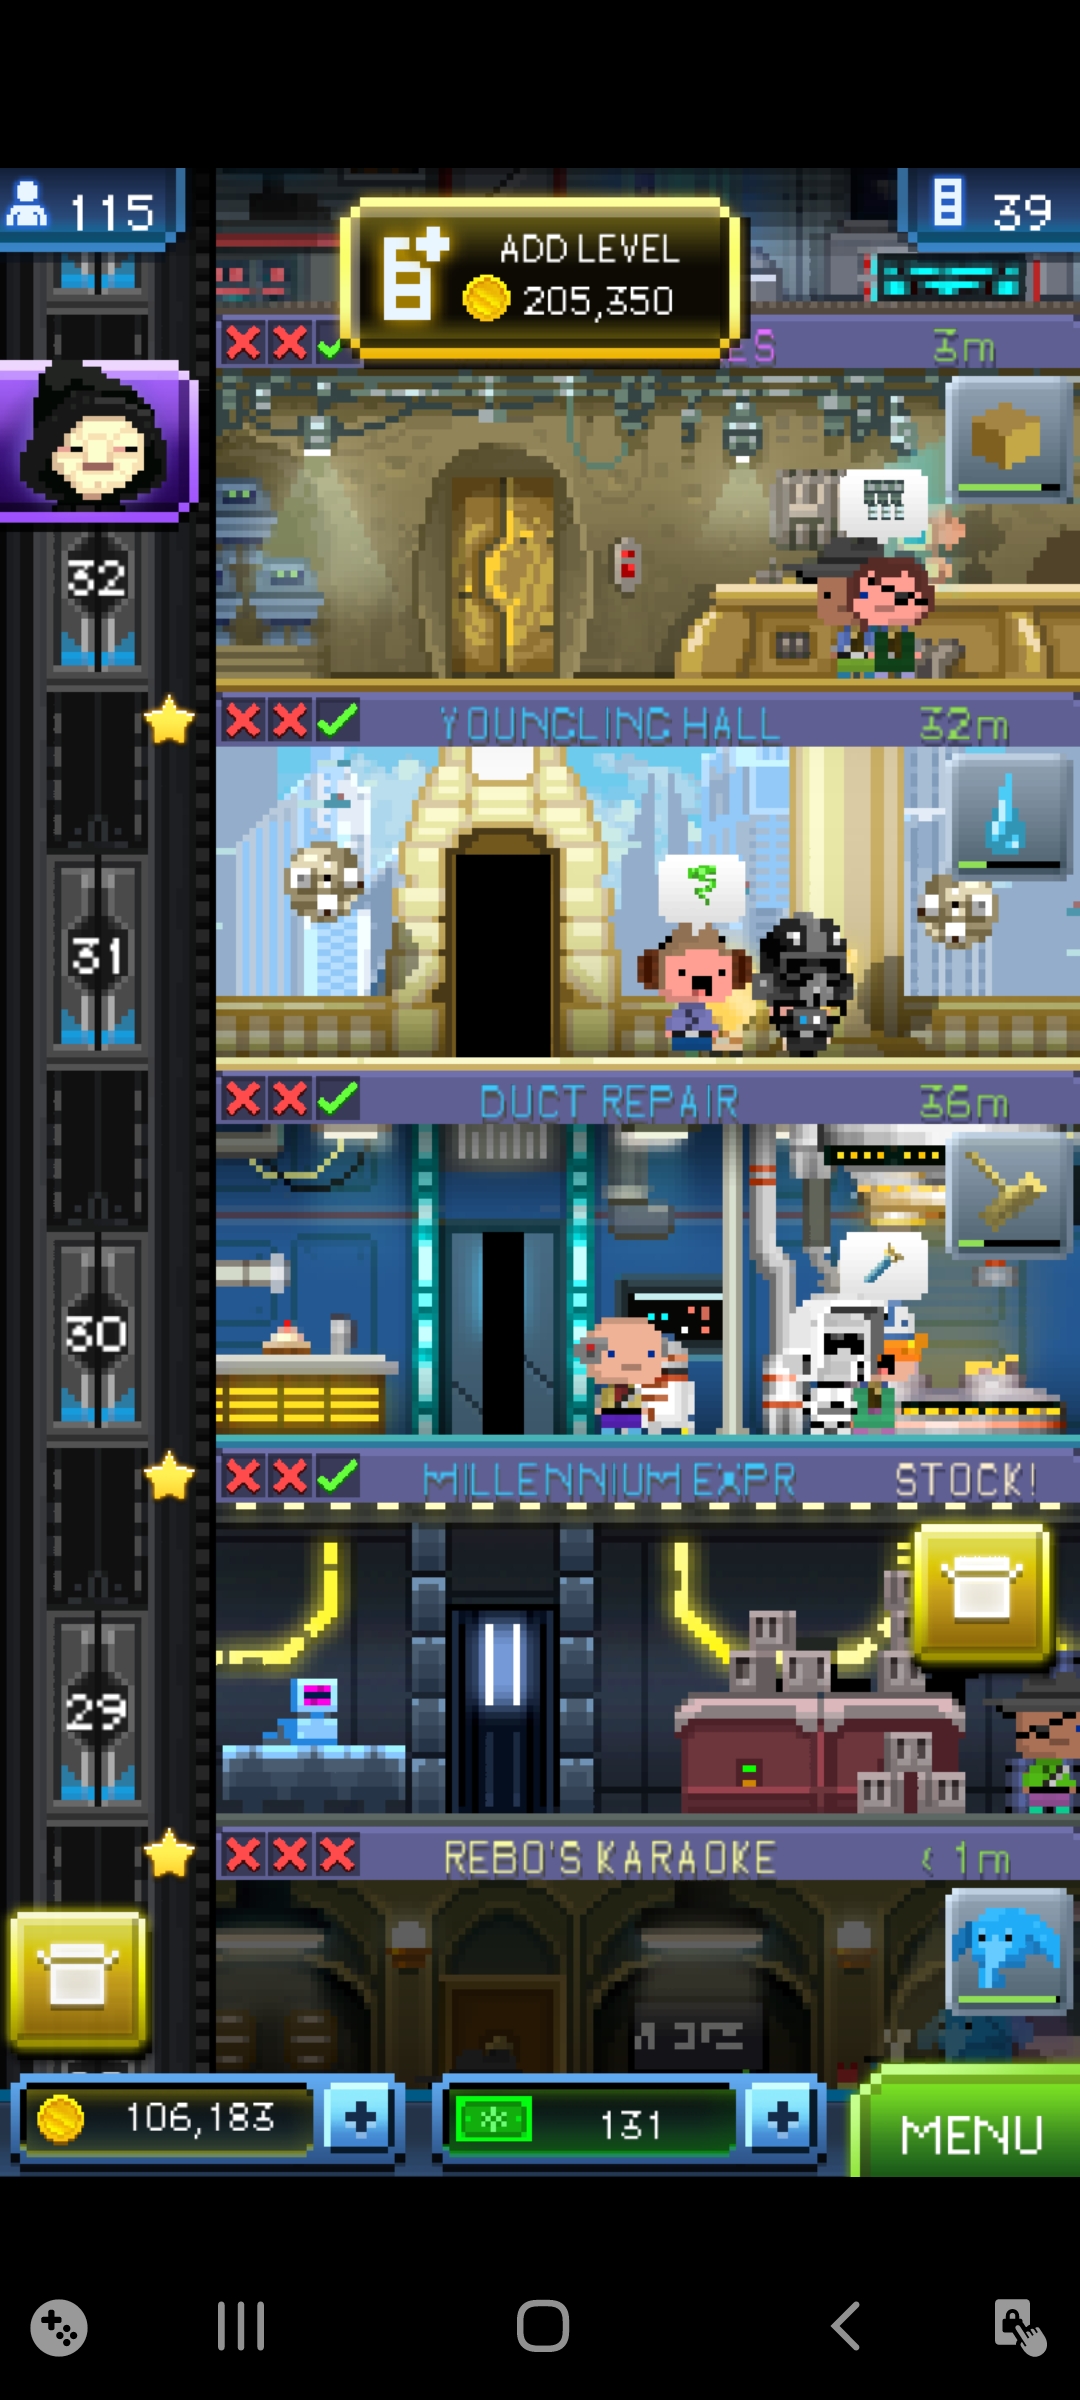 115
39
ADD LEVEL
205,350
ES 3m
32
YOUNGLING HALL 32m
31
DUCT REPAIR 36m
30
MILLENNIUM EXPR STOCK!
29
REBO'S KARAOKE < 1m
106,183
131
MENU